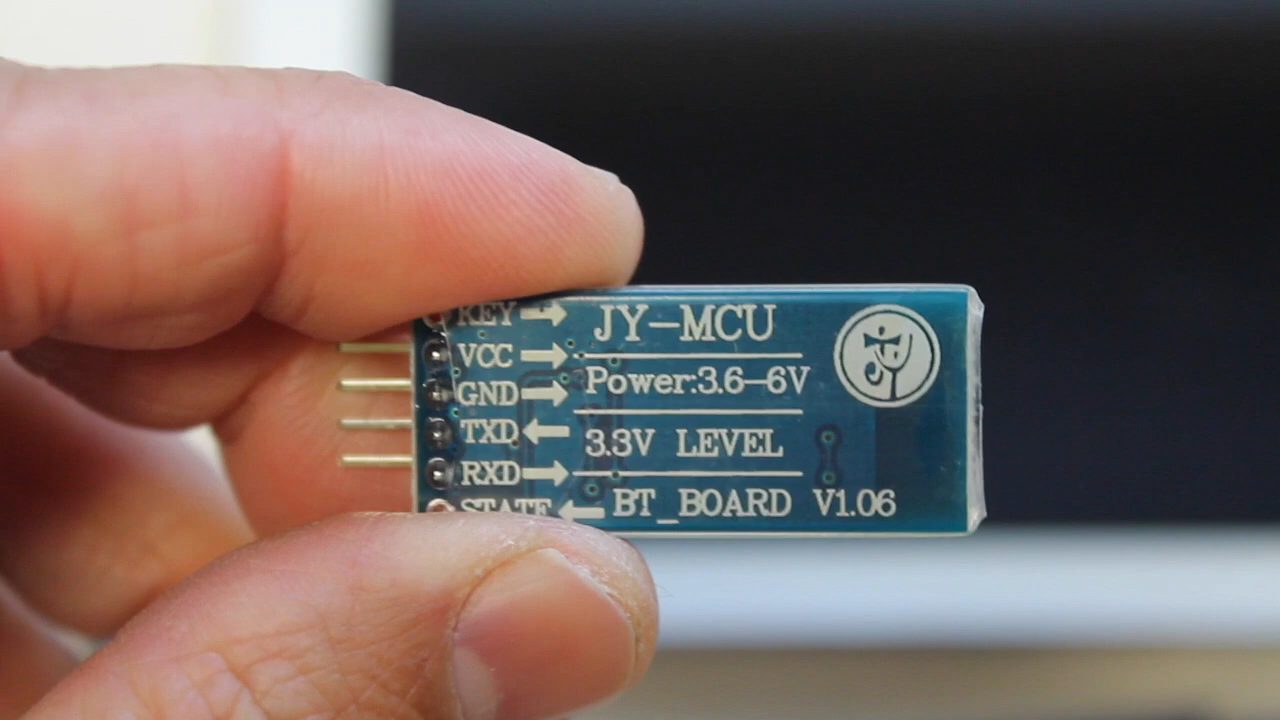 KEY
VCC
GND
TXD
RXD
STATE
JY-MCU
Power:3.6-6V
3.3V LEVEL
BT_BOARD V1.06